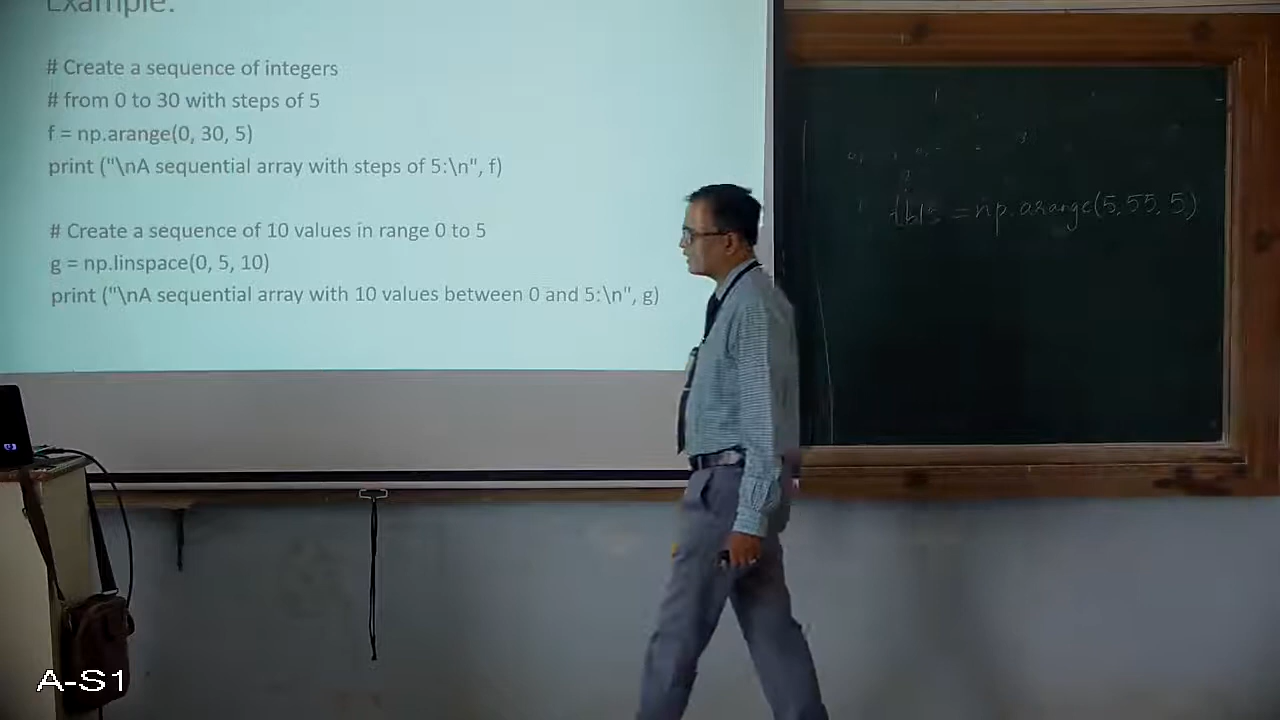 Example:
# Create a sequence of integers
# from 0 to 30 with steps of 5
f = np.arange(0, 30, 5)
print ("\nA sequential array with steps of 5:\n", f)
# Create a sequence of 10 values in range 0 to 5
g = np.linspace(0, 5, 10)
print ("\nA sequential array with 10 values between 0 and 5:\n", g)
= np.arange(5, 55, 5)
A-S1